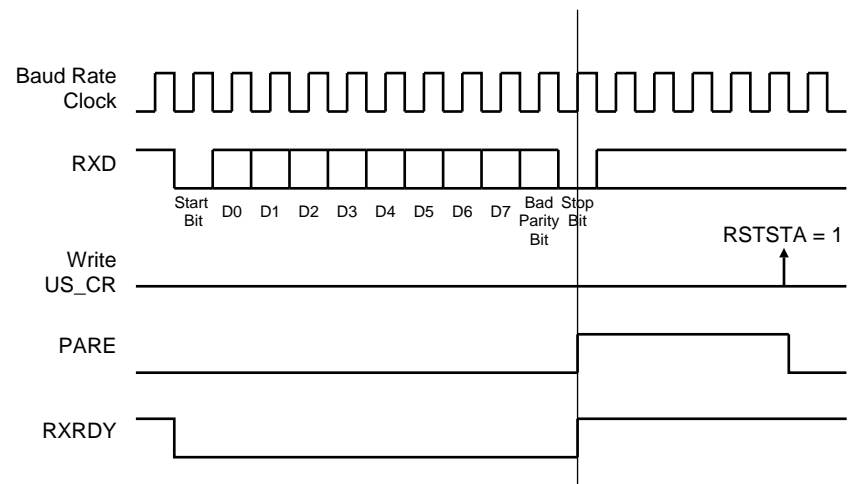 Baud Rate
Clock
RXD
Start
Bit
D0 D1 D2 D3 D4 D5 D6 D7
Bad
Parity
Bit
Stop
Bit
RSTSTA = 1
Write
US_CR
PARE
RXRDY